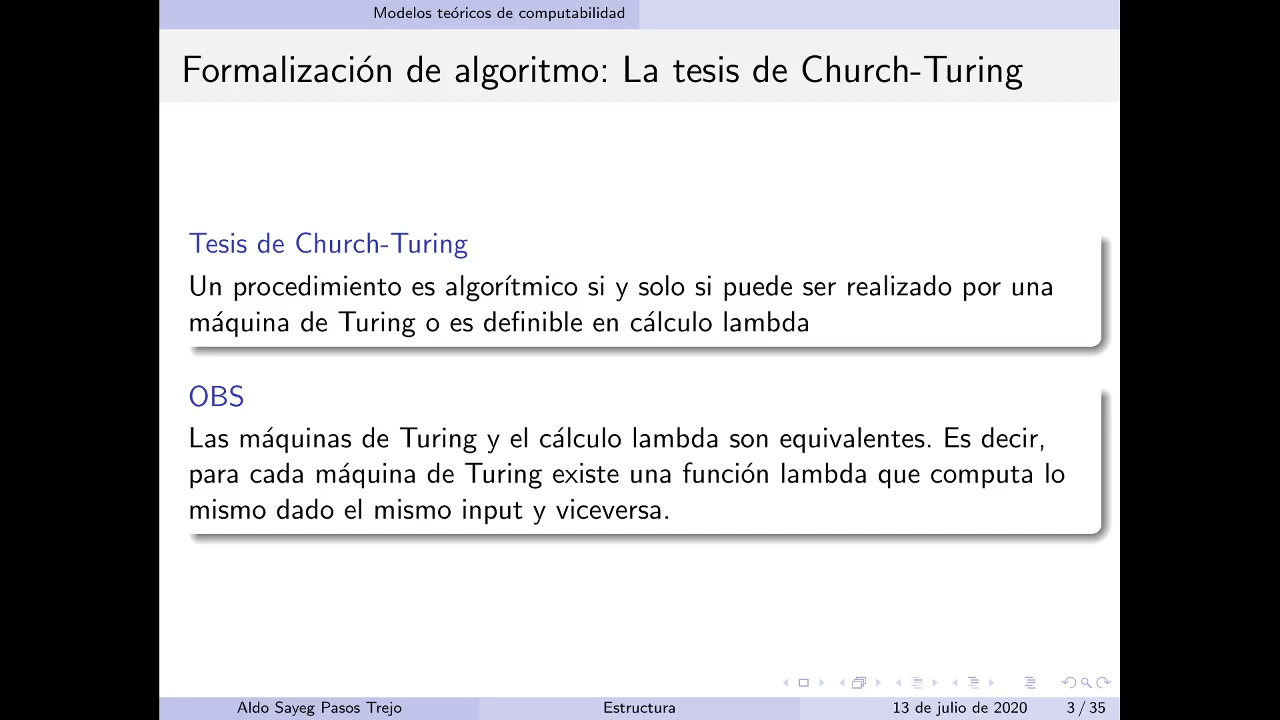 Modelos teóricos de computabilidad
Formalización de algoritmo: La tesis de Church-Turing
Tesis de Church-Turing
Un procedimiento es algorítmico si y solo si puede ser realizado por una
máquina de Turing o es definible en cálculo lambda
OBS
Las máquinas de Turing y el cálculo lambda son equivalentes. Es decir,
para cada máquina de Turing existe una función lambda que computa lo
mismo dado el mismo input y viceversa.
Aldo Sayeg Pasos Trejo Estructura 13 de julio de 2020 3 / 35